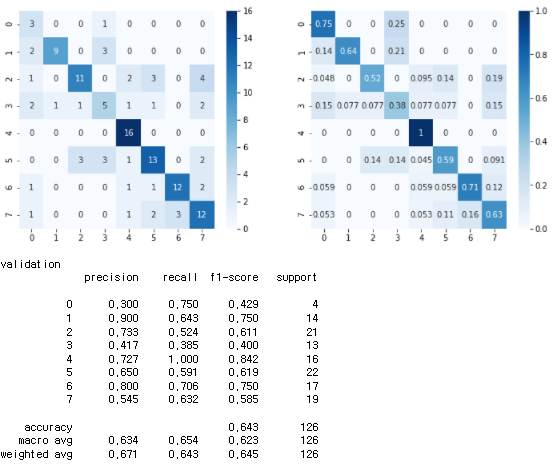 0 3 0 0 1 0 0 0 0
1 2 9 0 3 0 0 0 0
2 1 0 11 0 2 3 0 4
3 2 1 1 5 1 1 0 2
4 0 0 0 0 16 0 0 0
5 0 0 3 3 1 13 0 2
6 1 0 0 0 1 1 12 2
7 1 0 0 0 1 2 3 12
0 1 2 3 4 5 6 7
16
14
12
10
8
6
4
2
0
0 0.75 0 0 0.25 0 0 0 0
1 0.14 0.64 0 0.21 0 0 0 0
2 0.048 0 0.52 0 0.095 0.14 0 0.19
3 0.15 0.077 0.077 0.38 0.077 0.077 0 0.15
4 0 0 0 0 1 0 0 0
5 0 0 0.14 0.14 0.045 0.59 0 0.091
6 0.059 0 0 0 0.059 0.059 0.71 0.12
7 0.053 0 0 0 0.053 0.11 0.16 0.63
0 1 2 3 4 5 6 7
1.0
0.8
0.6
0.4
0.2
0.0
validation
precision recall f1-score support
0 0.300 0.750 0.429 4
1 0.900 0.643 0.750 14
2 0.733 0.524 0.611 21
3 0.417 0.385 0.400 13
4 0.727 1.000 0.842 16
5 0.650 0.591 0.619 22
6 0.800 0.706 0.750 17
7 0.545 0.632 0.585 19
accuracy 0.643 126
macro avg 0.634 0.654 0.623 126
weighted avg 0.671 0.643 0.645 126